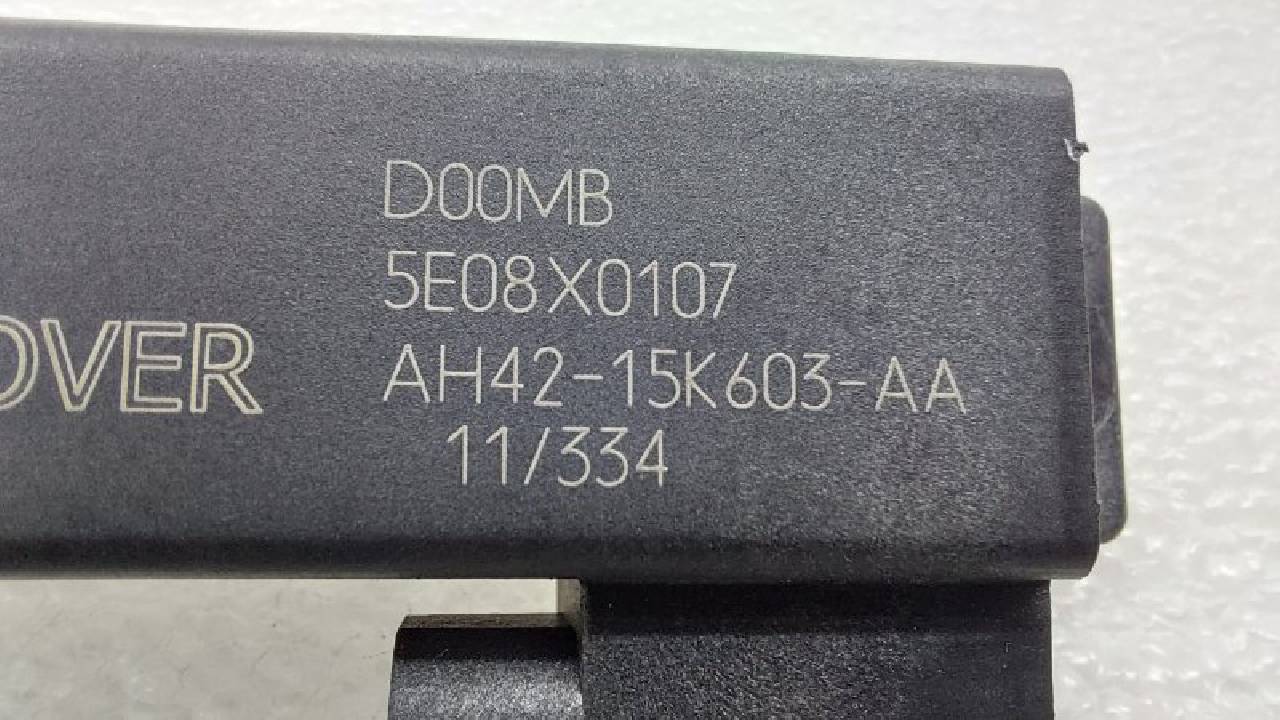 D00MB
5E08X0107
OVER
AH42-15K603-AA
11/334